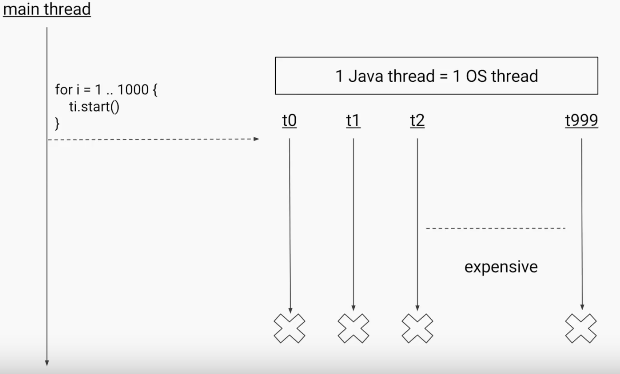 main thread
for i = 1 .. 1000 {
ti.start()
}
1 Java thread = 1 OS thread
t0 t1 t2 t999
expensive